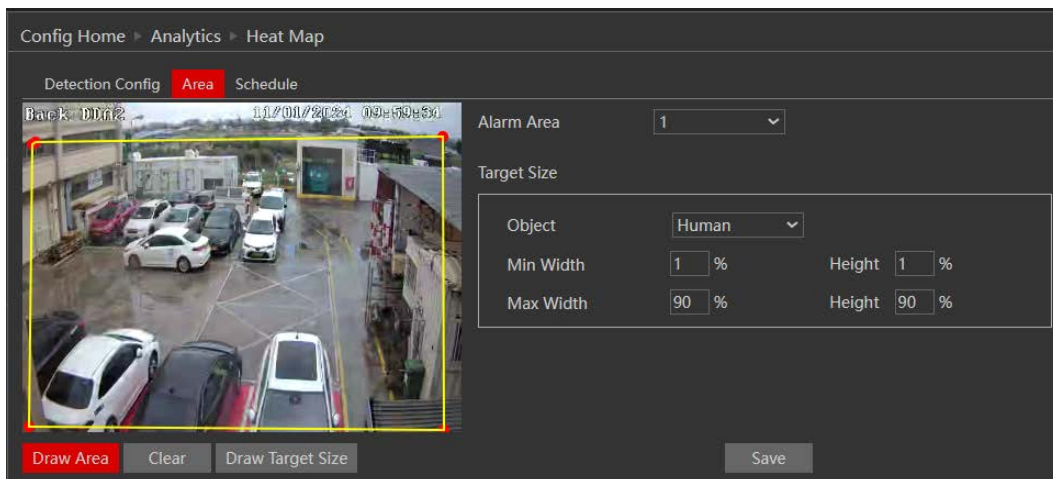 Config Home ▶ Analytics ▶ Heat Map
Detection Config Area Schedule
Back 11/01/2024 09:59:34
Alarm Area 1
Target Size
Object Human
Min Width 1 % Height 1 %
Max Width 90 % Height 90 %
Draw Area Clear Draw Target Size Save